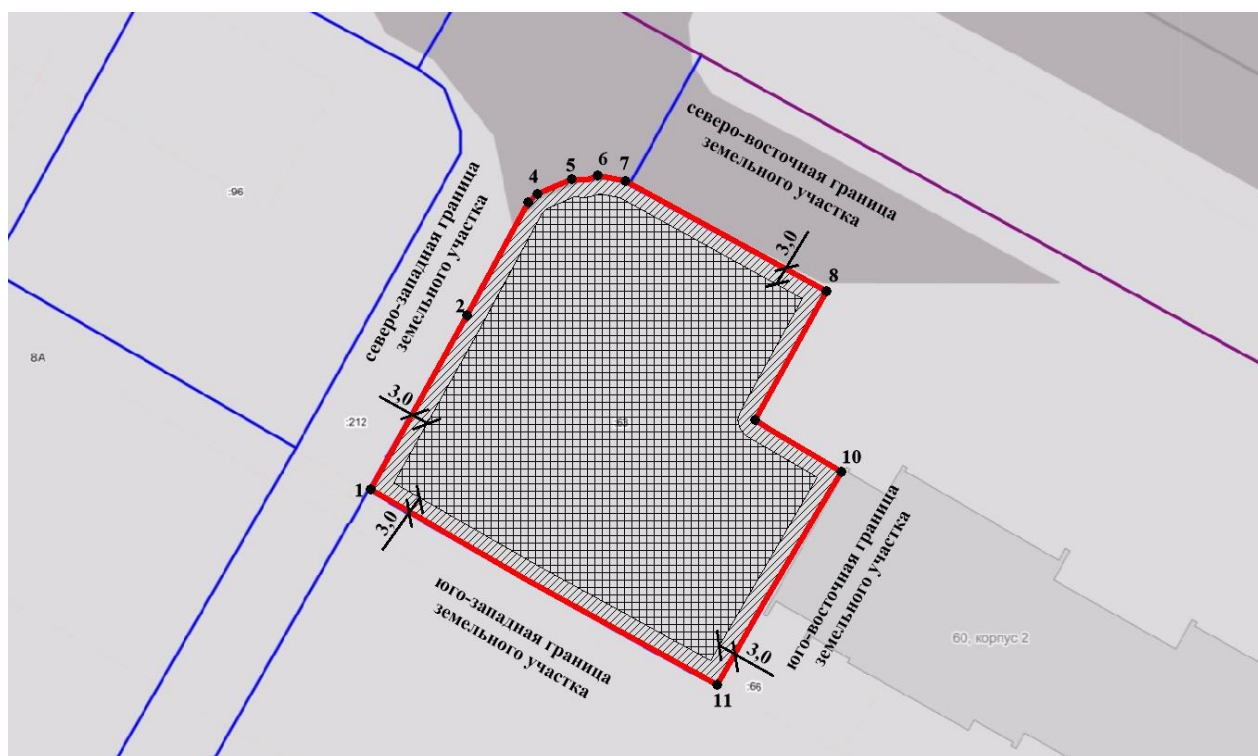 северо-восточная граница
земельного участка
северо-западная граница
земельного участка
:96
4
5
6
7
3,0
8
2
8А
3,0
:212
:63
10
1
3,0
юго-западная граница
земельного участка
юго-восточная граница
земельного участка
60, корпус 2
3,0
:66
11